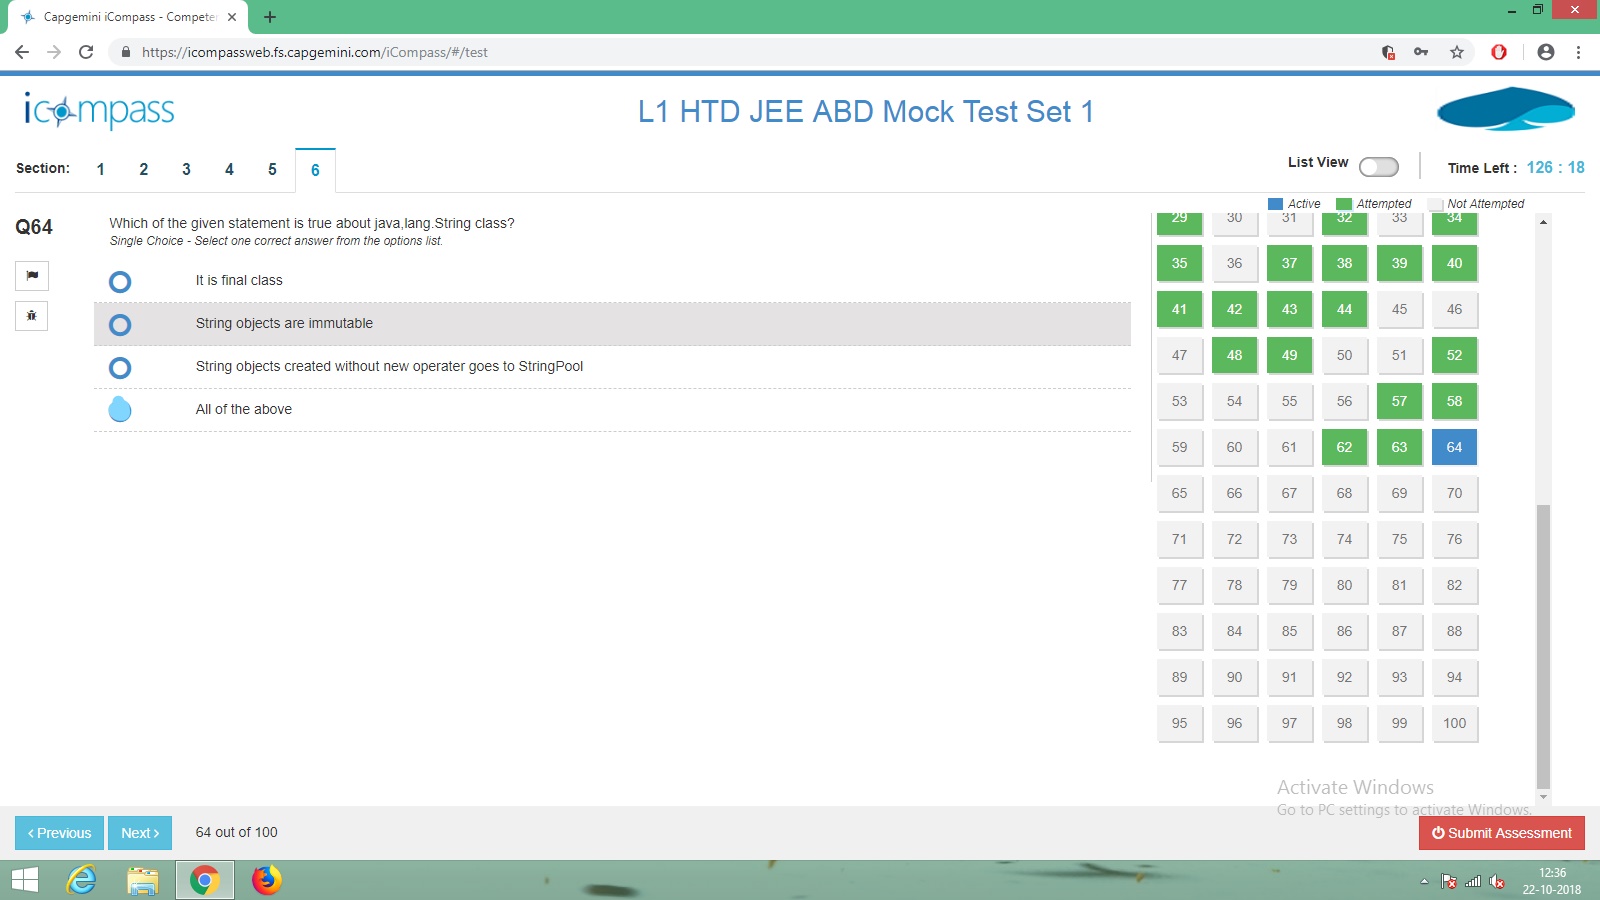 Capgemini iCompass - Competer
https://icompassweb.fs.capgemini.com/iCompass/#/test
icompass
L1 HTD JEE ABD Mock Test Set 1
Section: 1 2 3 4 5 6
List View
Time Left : 126 : 18
Active Attempted Not Attempted
Q64
Which of the given statement is true about java,lang.String class?
Single Choice - Select one correct answer from the options list.
It is final class
String objects are immutable
String objects created without new operater goes to StringPool
All of the above
29 30 31 32 33 34
35 36 37 38 39 40
41 42 43 44 45 46
47 48 49 50 51 52
53 54 55 56 57 58
59 60 61 62 63 64
65 66 67 68 69 70
71 72 73 74 75 76
77 78 79 80 81 82
83 84 85 86 87 88
89 90 91 92 93 94
95 96 97 98 99 100
Activate Windows
Go to PC settings to activate Windows.
Previous Next 64 out of 100
Submit Assessment
12:36
22-10-2018